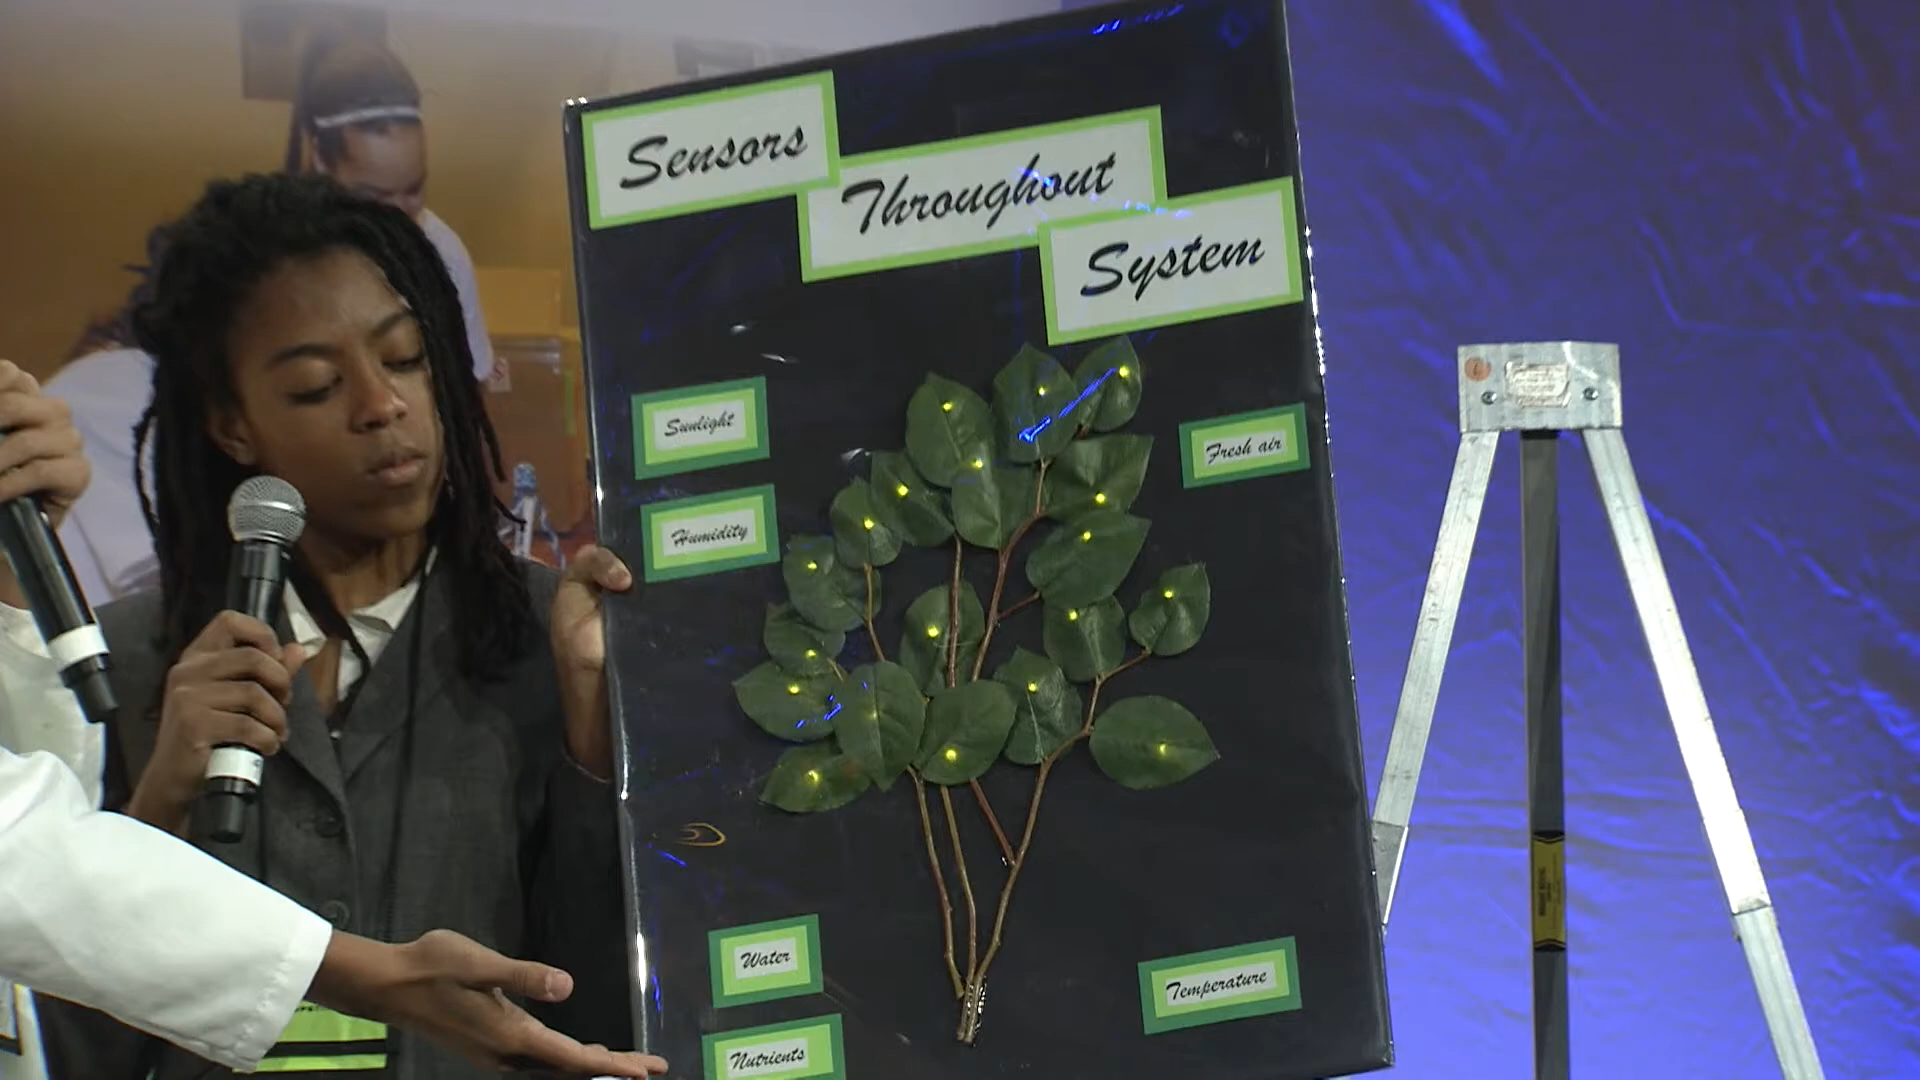 Sensors
Throughout
System
Sunlight
Fresh air
Humidity
Water
Temperature
Nutrients